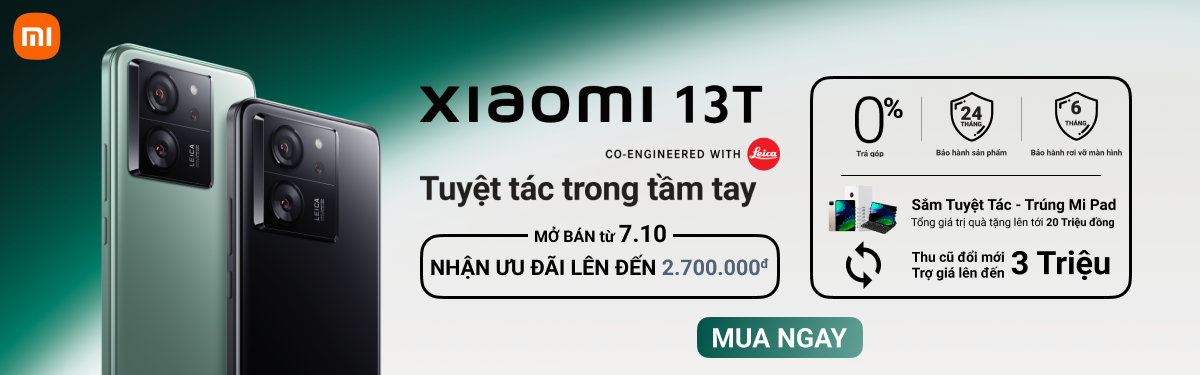 mi
LEICA
LEICA
xiaomi 13T
CO-ENGINEERED WITH Leica
Tuyệt tác trong tầm tay
MỞ BÁN từ 7.10
NHẬN ƯU ĐÃI LÊN ĐẾN 2.700.000đ
MUA NGAY
0%
Trả góp
24
THÁNG
Bảo hành sản phẩm
6
THÁNG
Bảo hành rơi vỡ màn hình
Sắm Tuyệt Tác - Trúng Mi Pad
Tổng giá trị quà tặng lên tới 20 Triệu đồng
Thu cũ đổi mới
Trợ giá lên đến 3 Triệu